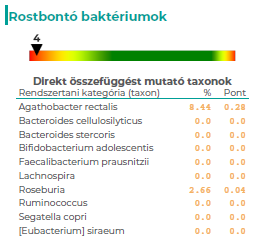 Rostbontó baktériumok
4
Direkt összefüggést mutató taxonok
Rendszertani kategória (taxon) % Pont
Agathobacter rectalis 8.44 0.28
Bacteroides cellulosilyticus 0.0 0.0
Bacteroides stercoris 0.0 0.0
Bifidobacterium adolescentis 0.0 0.0
Faecalibacterium prausnitzii 0.0 0.0
Lachnospira 0.0 0.0
Roseburia 2.66 0.04
Ruminococcus 0.0 0.0
Segatella copri 0.0 0.0
[Eubacterium] siraeum 0.0 0.0